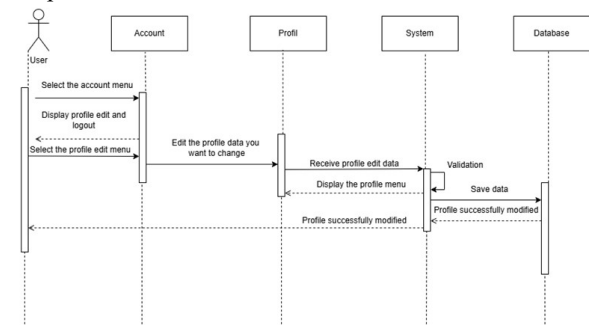 Account
Profil
System
Database
User
Select the account menu
Display profile edit and
logout
Select the profile edit menu
Edit the profile data you
want to change
Receive profile edit data
Validation
Display the profile menu
Save data
Profile successfully modified
Profile successfully modified